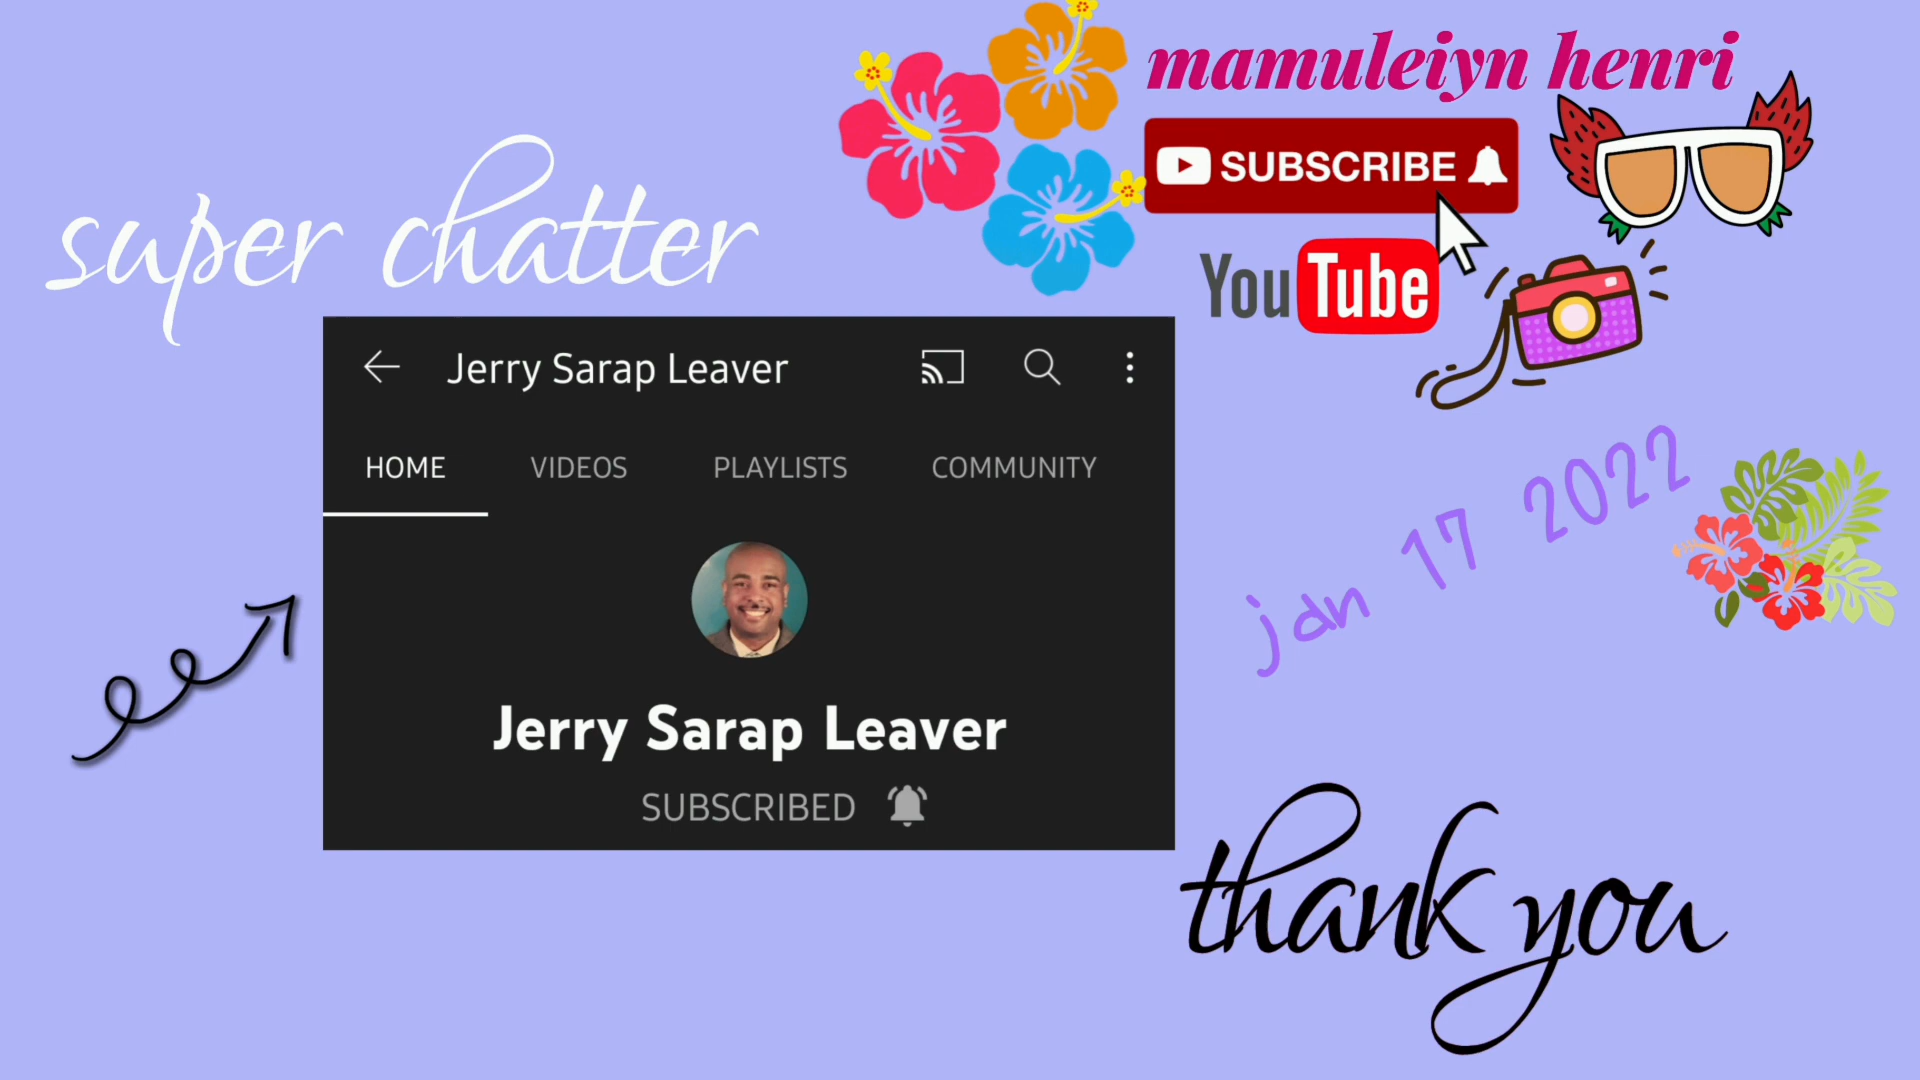 mamuleiyn henri
SUBSCRIBE
YouTube
super chatter
Jerry Sarap Leaver
HOME VIDEOS PLAYLISTS COMMUNITY
Jerry Sarap Leaver
SUBSCRIBED
jan 17 2022
thank you